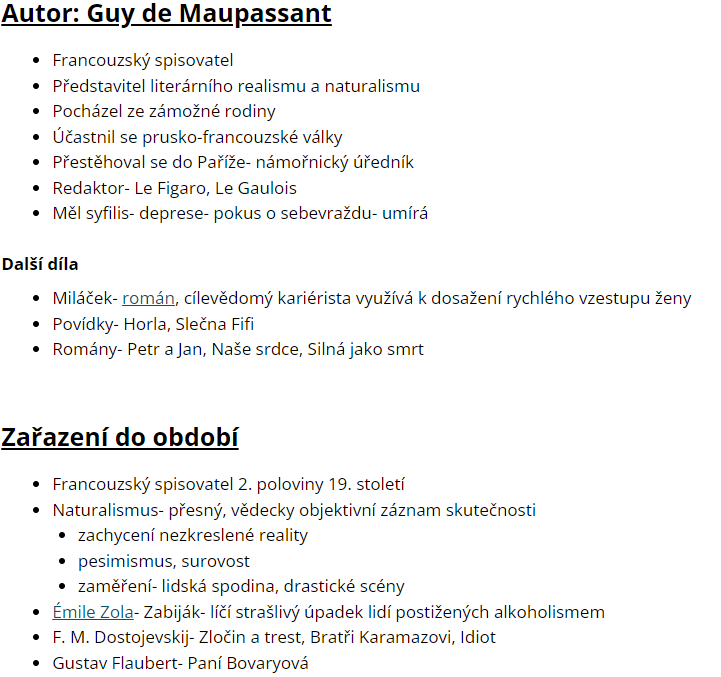 Autor: Guy de Maupassant
Francouzský spisovatel
Představitel literárního realismu a naturalismu
Pocházel ze zámožné rodiny
Účastnil se prusko-francouzské války
Přestěhoval se do Paříže- námořnický úředník
Redaktor- Le Figaro, Le Gaulois
Měl syfilis- deprese- pokus o sebevraždu- umírá
Další díla
Miláček- román, cílevědomý kariérista využívá k dosažení rychlého vzestupu ženy
Povídky- Horla, Slečna Fifi
Romány- Petr a Jan, Naše srdce, Silná jako smrt
Zařazení do období
Francouzský spisovatel 2. poloviny 19. století
Naturalismus- přesný, vědecky objektivní záznam skutečnosti
zachycení nezkreslené reality
pesimismus, surovost
zaměření- lidská spodina, drastické scény
Émile Zola- Zabiják- líčí strašlivý úpadek lidí postižených alkoholismem
F. M. Dostojevskij- Zločin a trest, Bratři Karamazovi, Idiot
Gustav Flaubert- Paní Bovaryová